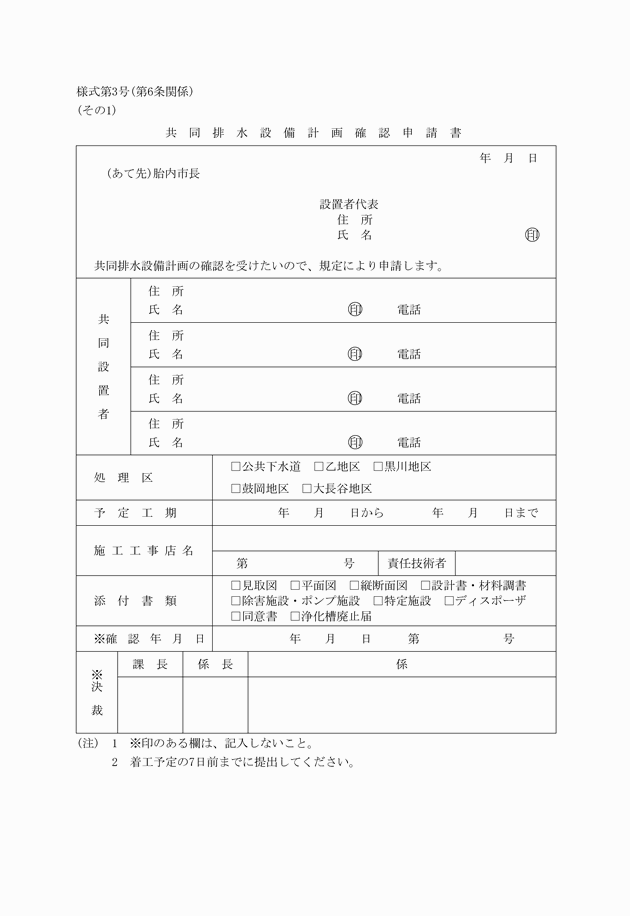 様式第3号(第6条関係)
(その1)
共同排水設備計画確認申請書
年　月　日
(あて先)胎内市長
設置者代表
住　所
氏　名　㊞
共同排水設備計画の確認を受けたいので、規定により申請します。
共同設置者
住　所
氏　名　㊞　電話
住　所
氏　名　㊞　電話
住　所
氏　名　㊞　電話
住　所
氏　名　㊞　電話
処理区　□公共下水道　□乙地区　□黒川地区
□鼓岡地区　□大長谷地区
予定工期　年　月　日から　年　月　日まで
施工工事店名
第　号　責任技術者
添付書類　□見取図　□平面図　□縦断面図　□設計書・材料調書
□除害施設・ポンプ施設　□特定施設　□ディスポーザ
□同意書　□浄化槽廃止届
※確認年月日　年　月　日　第　号
※決裁　課長　係長　係
(注)　1　※印のある欄は、記入しないこと。
2　着工予定の7日前までに提出してください。